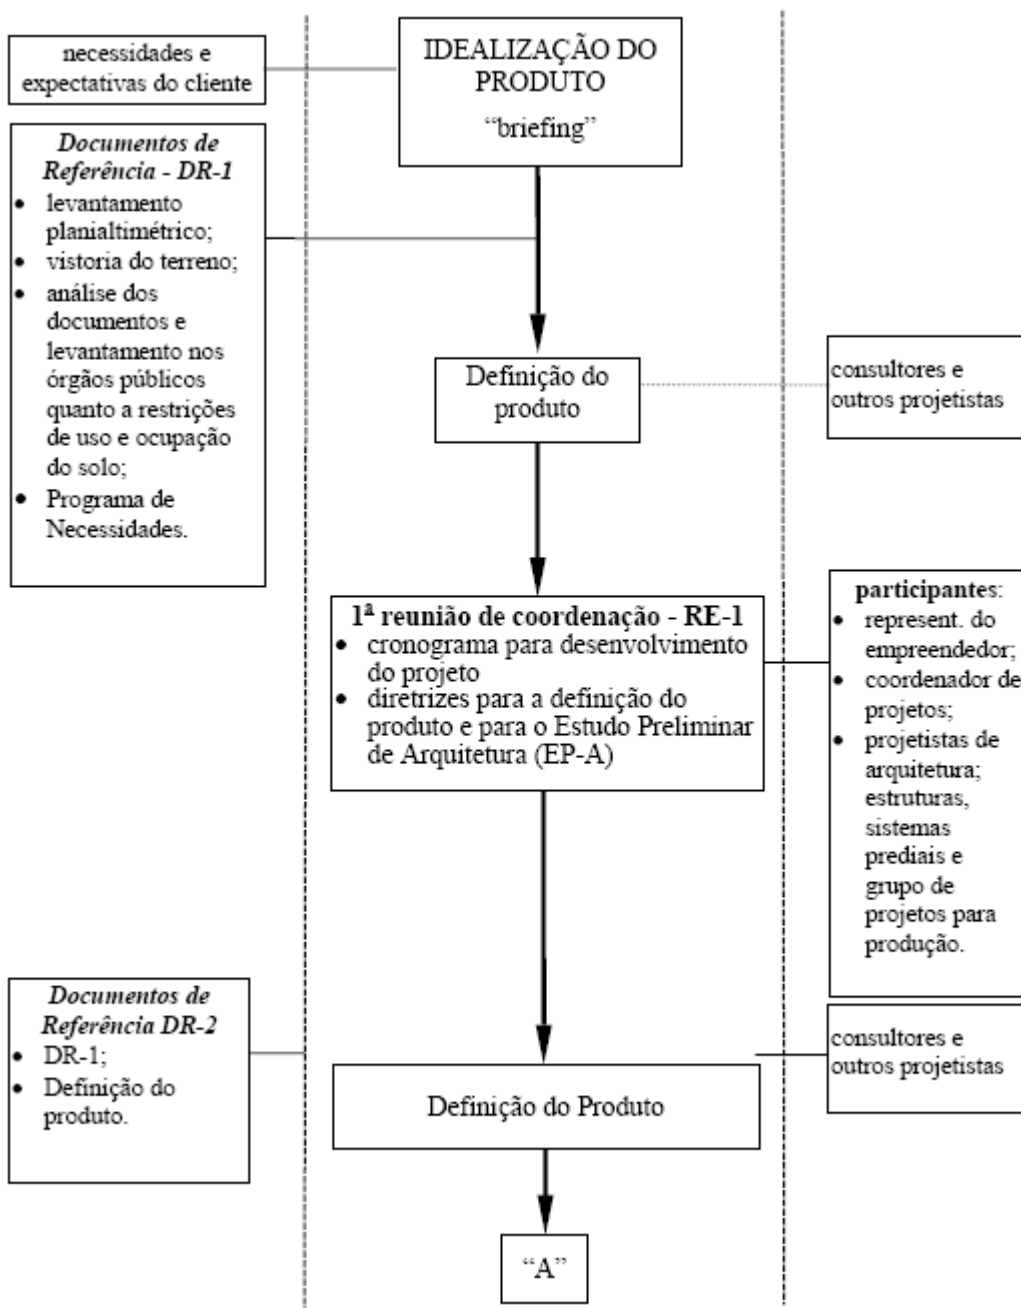 necessidades e
expectativas do cliente
IDEALIZAÇÃO DO
PRODUTO
“briefing”
Documentos de
Referência - DR-1
• levantamento
planialtimétrico;
• vistoria do terreno;
• análise dos
documentos e
levantamento nos
órgãos públicos
quanto a restrições
de uso e ocupação
do solo;
• Programa de
Necessidades.
Definição do
produto
consultores e
outros projetistas
1ª reunião de coordenação - RE-1
• cronograma para desenvolvimento
do projeto
• diretrizes para a definição do
produto e para o Estudo Preliminar
de Arquitetura (EP-A)
participantes:
• represent. do
empreendedor;
• coordenador de
projetos;
• projetistas de
arquitetura;
estruturas,
sistemas
prediais e
grupo de
projetos para
produção.
Documentos de
Referência DR-2
• DR-1;
• Definição do
produto.
consultores e
outros projetistas
Definição do Produto
“A”